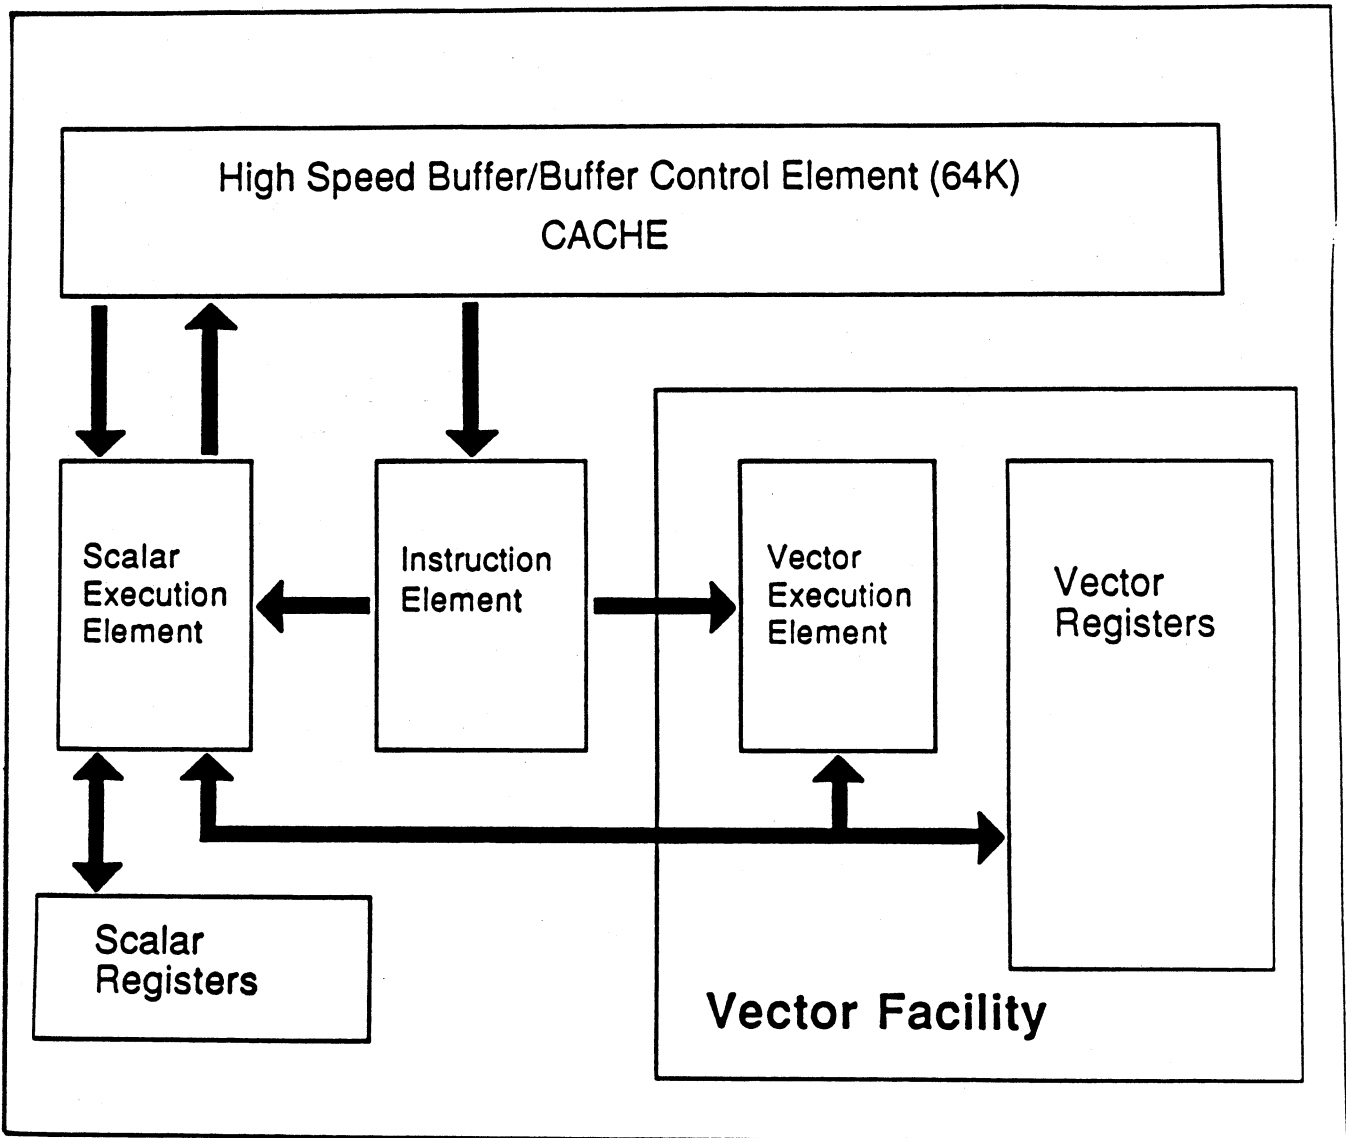 High Speed Buffer/Buffer Control Element (64K)
CACHE
Scalar
Execution
Element
Instruction
Element
Vector
Execution
Element
Vector
Registers
Scalar
Registers
Vector Facility